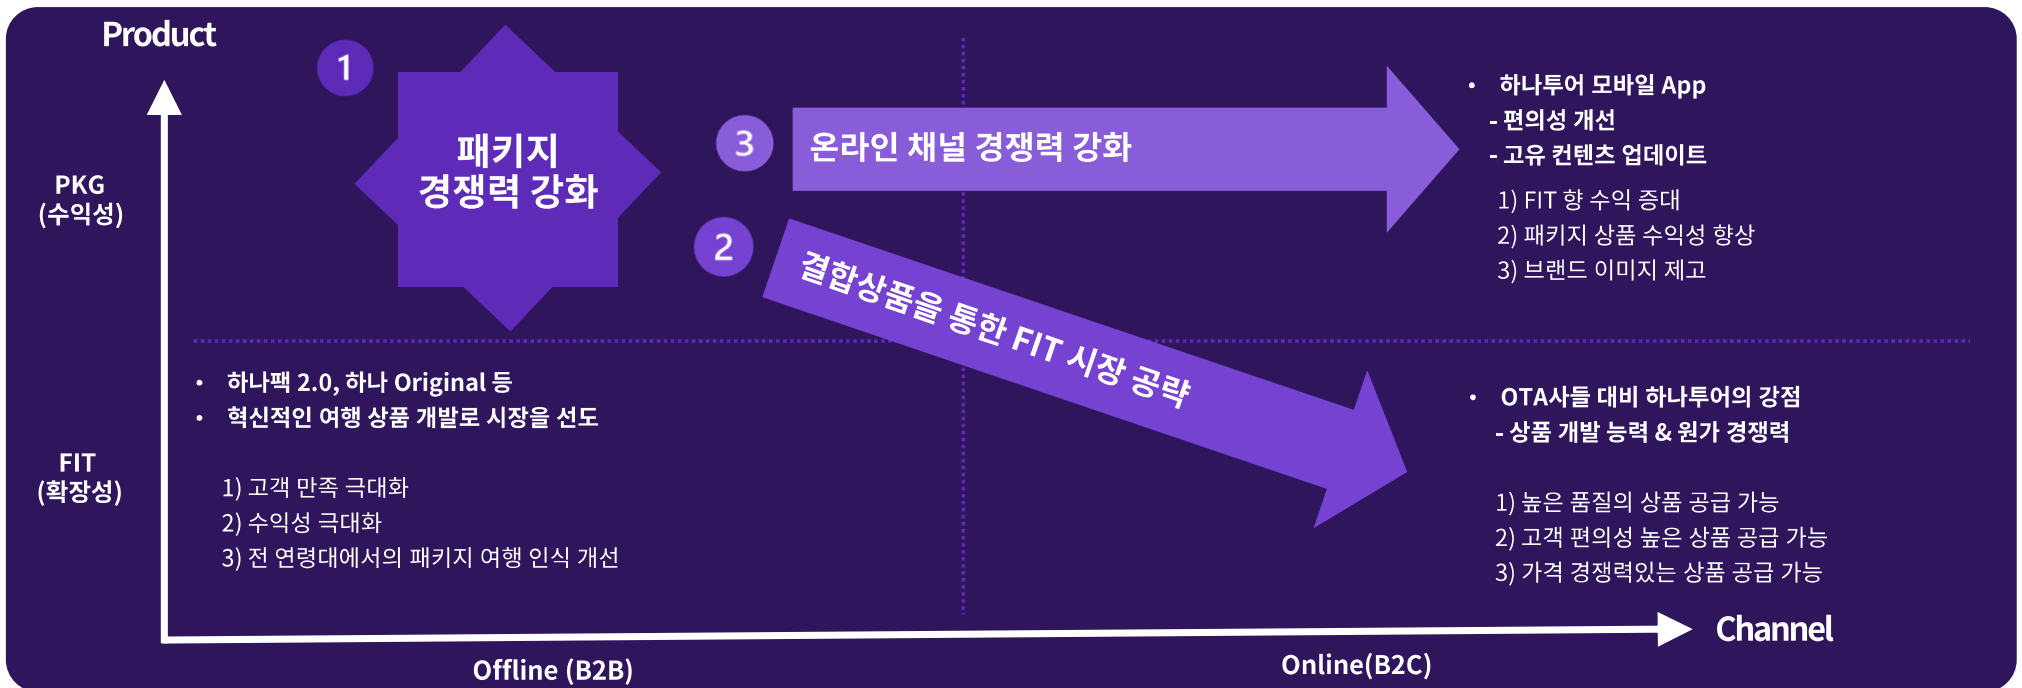 Product
PKG
(수익성)
FIT
(확장성)
1
패키지
경쟁력 강화
3
온라인 채널 경쟁력 강화
2
결합상품을 통한 FIT 시장 공략
• 하나투어 모바일 App
- 편의성 개선
- 고유 컨텐츠 업데이트
1) FIT 향 수익 증대
2) 패키지 상품 수익성 향상
3) 브랜드 이미지 제고
• 하나팩 2.0, 하나 Original 등
• 혁신적인 여행 상품 개발로 시장을 선도
1) 고객 만족 극대화
2) 수익성 극대화
3) 전 연령대에서의 패키지 여행 인식 개선
• OTA사들 대비 하나투어의 강점
- 상품 개발 능력 & 원가 경쟁력
1) 높은 품질의 상품 공급 가능
2) 고객 편의성 높은 상품 공급 가능
3) 가격 경쟁력있는 상품 공급 가능
Channel
Offline (B2B)
Online(B2C)